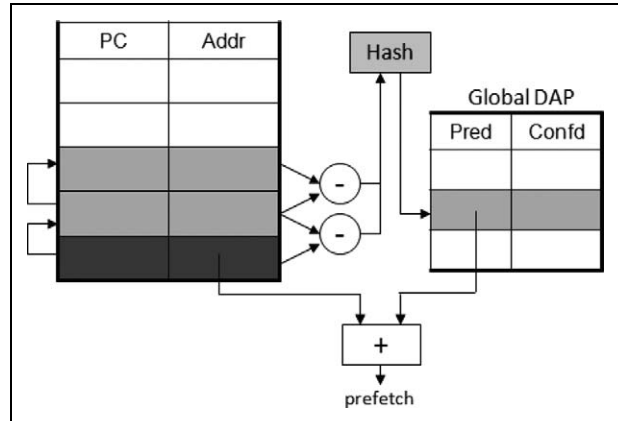 PC Addr
Hash
Global DAP
Pred Confd
-
-
+
prefetch